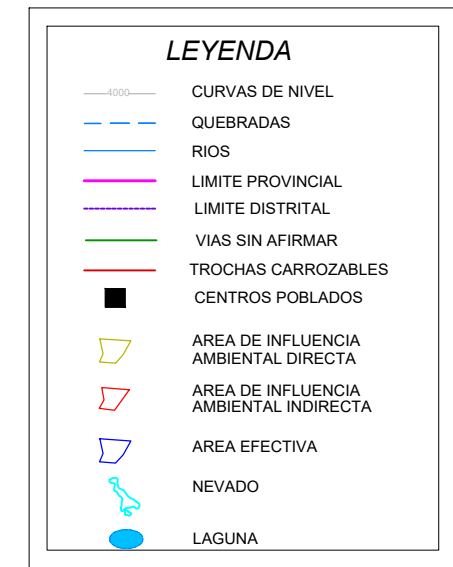 LEYENDA
4000
CURVAS DE NIVEL
QUEBRADAS
RIOS
LIMITE PROVINCIAL
LIMITE DISTRITAL
VIAS SIN AFIRMAR
TROCHAS CARROZABLES
CENTROS POBLADOS
AREA DE INFLUENCIA
AMBIENTAL DIRECTA
AREA DE INFLUENCIA
AMBIENTAL INDIRECTA
AREA EFECTIVA
NEVADO
LAGUNA